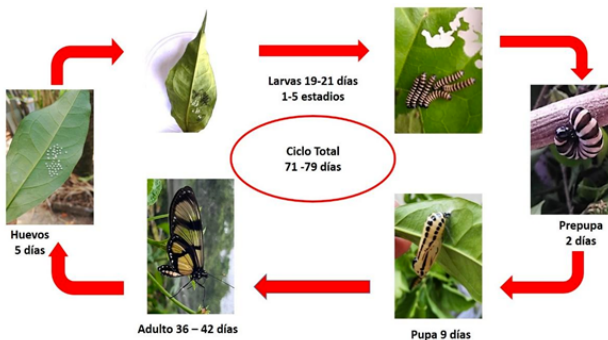 Larvas 19-21 días
1-5 estadios
Ciclo Total
71 -79 días
Huevos
5 días
Prepupa
2 días
Adulto 36 – 42 días
Pupa 9 días